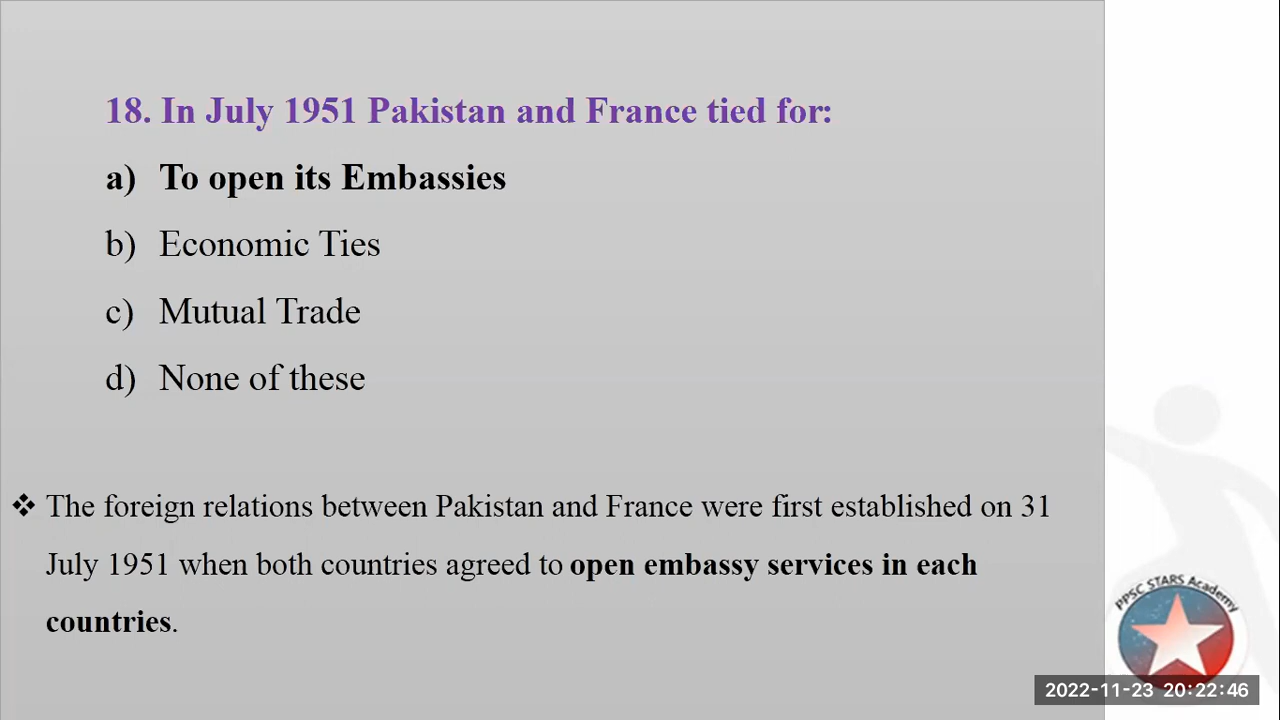 18. In July 1951 Pakistan and France tied for:
a) To open its Embassies
b) Economic Ties
c) Mutual Trade
d) None of these
❖ The foreign relations between Pakistan and France were first established on 31
July 1951 when both countries agreed to open embassy services in each
countries.
PPSC STARS Academy
2022-11-23 20:22:46